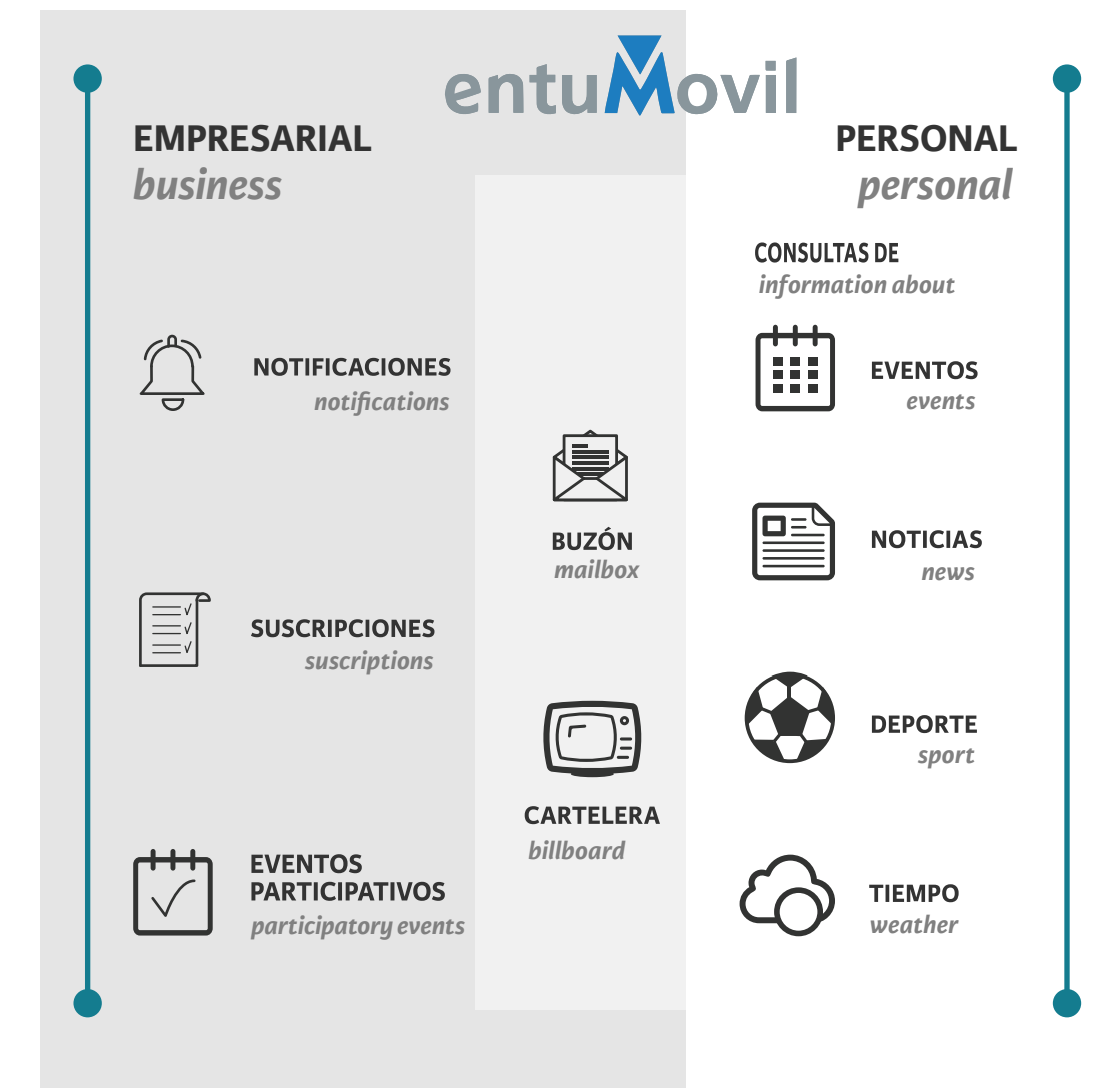 entuMovil
EMPRESARIAL
business
NOTIFICACIONES
notifications
SUSCRIPCIONES
suscriptions
EVENTOS
PARTICIPATIVOS
participatory events
BUZÓN
mailbox
CARTELERA
billboard
PERSONAL
personal
CONSULTAS DE
information about
EVENTOS
events
NOTICIAS
news
DEPORTE
sport
TIEMPO
weather